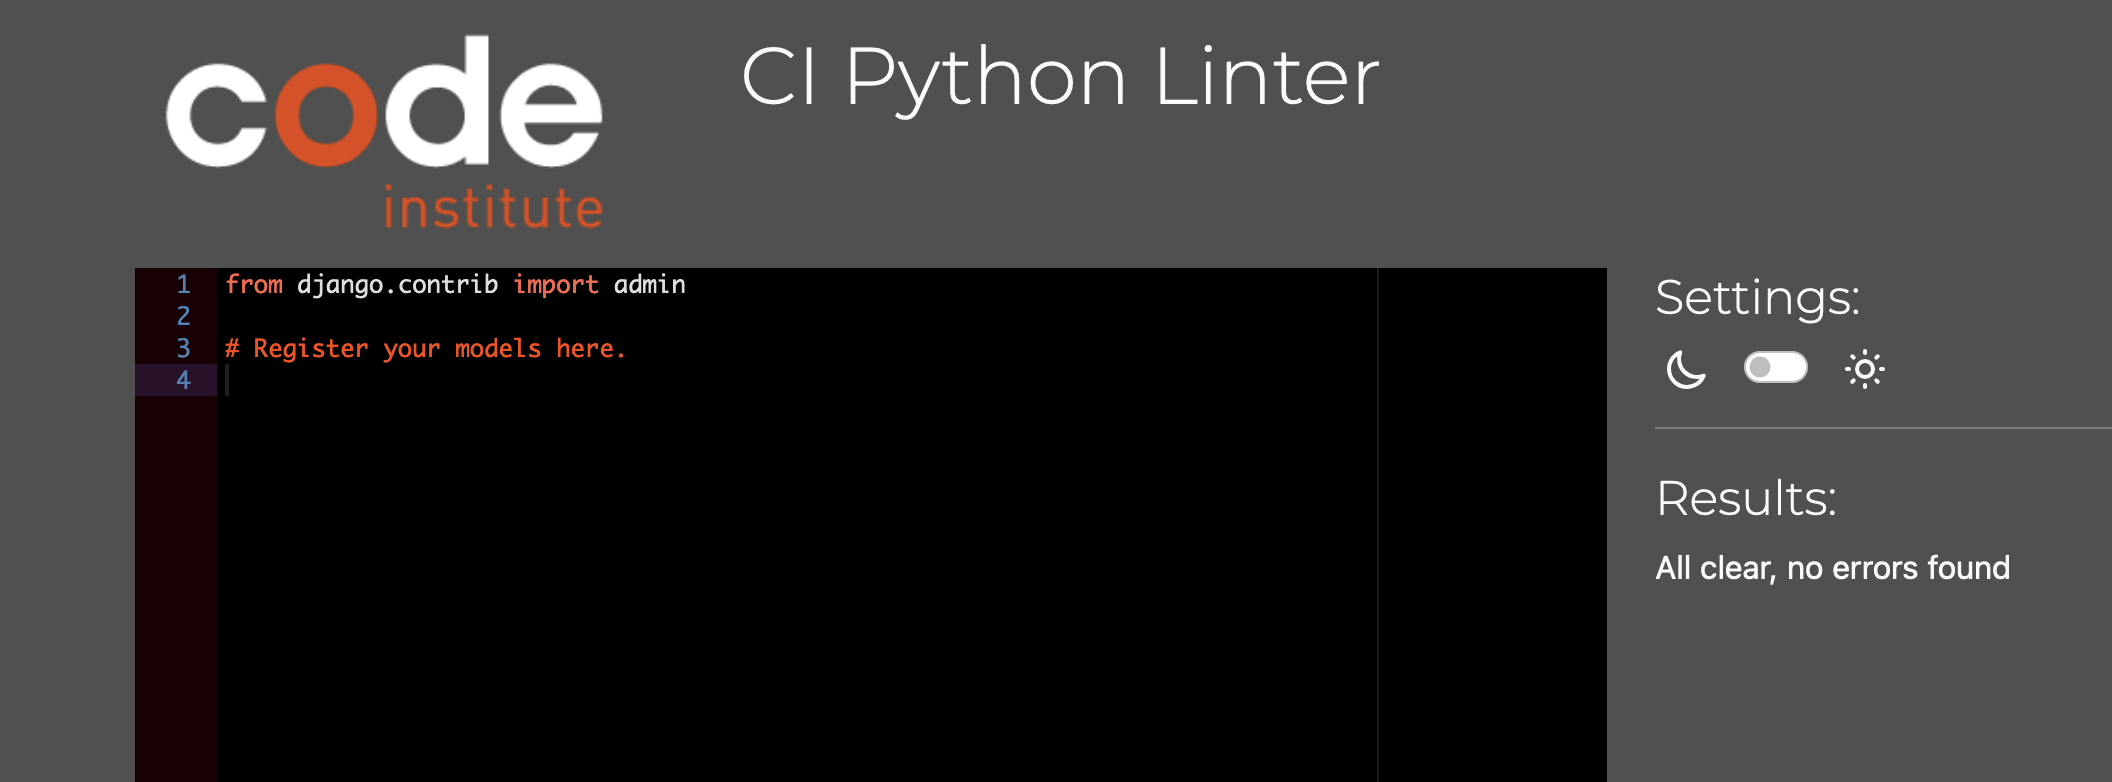 code
institute
CI Python Linter
1 from django.contrib import admin
2
3 # Register your models here.
4
Settings:
Results:
All clear, no errors found